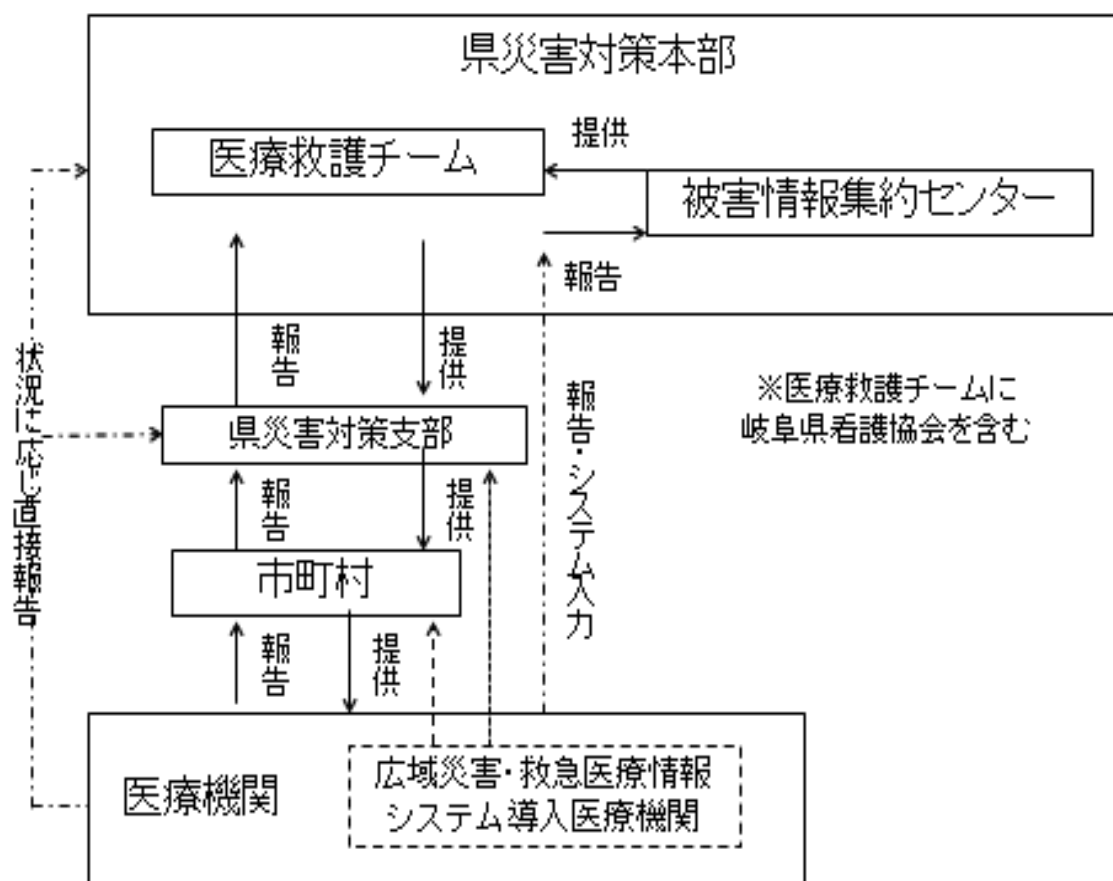 県災害対策本部
医療救護チーム
提供
被害情報集約センター
報告
報告
提供
状況に応じ直接報告
県災害対策支部
報告・システム入力
※医療救護チームに
岐阜県看護協会を含む
報告
提供
市町村
報告
提供
医療機関
広域災害・救急医療情報
システム導入医療機関